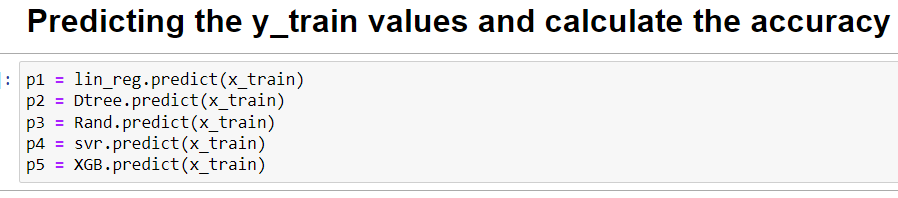 Predicting the y_train values and calculate the accuracy
]: p1 = lin_reg.predict(x_train)
p2 = Dtree.predict(x_train)
p3 = Rand.predict(x_train)
p4 = svr.predict(x_train)
p5 = XGB.predict(x_train)